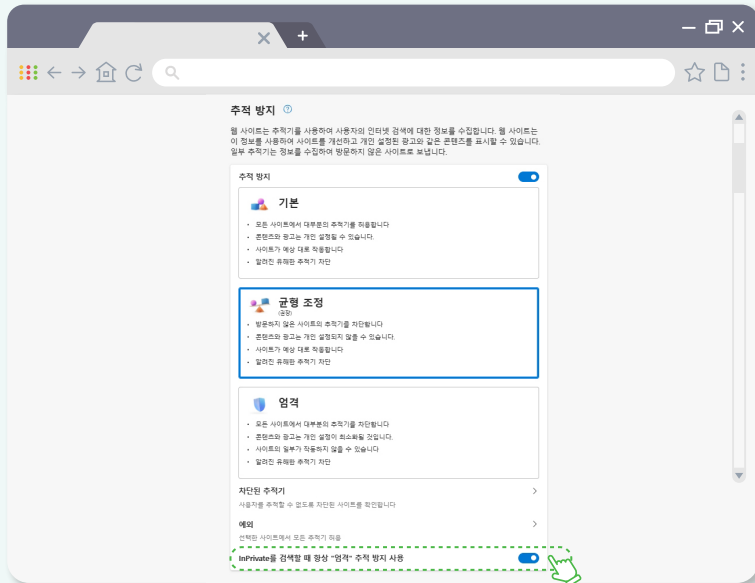 추적 방지
웹 사이트는 추적기를 사용하여 사용자의 인터넷 검색에 대한 정보를 수집합니다. 웹 사이트는
이 정보를 사용하여 사이트를 개선하고 개인 설정된 광고와 같은 콘텐츠를 표시할 수 있습니다.
일부 추적기는 정보를 수집하여 방문하지 않은 사이트로 보냅니다.
추적 방지
기본
• 모든 사이트에서 대부분의 추적기를 허용합니다
• 콘텐츠와 광고는 개인 설정될 수 있습니다.
• 사이트가 예상 대로 작동합니다
• 알려진 유해한 추적기 차단
균형 조정
(권장)
• 방문하지 않은 사이트의 추적기를 차단합니다
• 콘텐츠와 광고는 개인 설정되지 않을 수 있습니다.
• 사이트가 예상 대로 작동합니다
• 알려진 유해한 추적기 차단
엄격
• 모든 사이트에서 대부분의 추적기를 차단합니다
• 콘텐츠와 광고는 개인 설정이 최소화될 것입니다.
• 사이트의 일부가 작동하지 않을 수 있습니다
• 알려진 유해한 추적기 차단
차단된 추적기
사용자를 추적할 수 없도록 차단된 사이트를 확인합니다
예외
선택한 사이트에서 모든 추적기 허용
InPrivate를 검색할 때 항상 "엄격" 추적 방지 사용